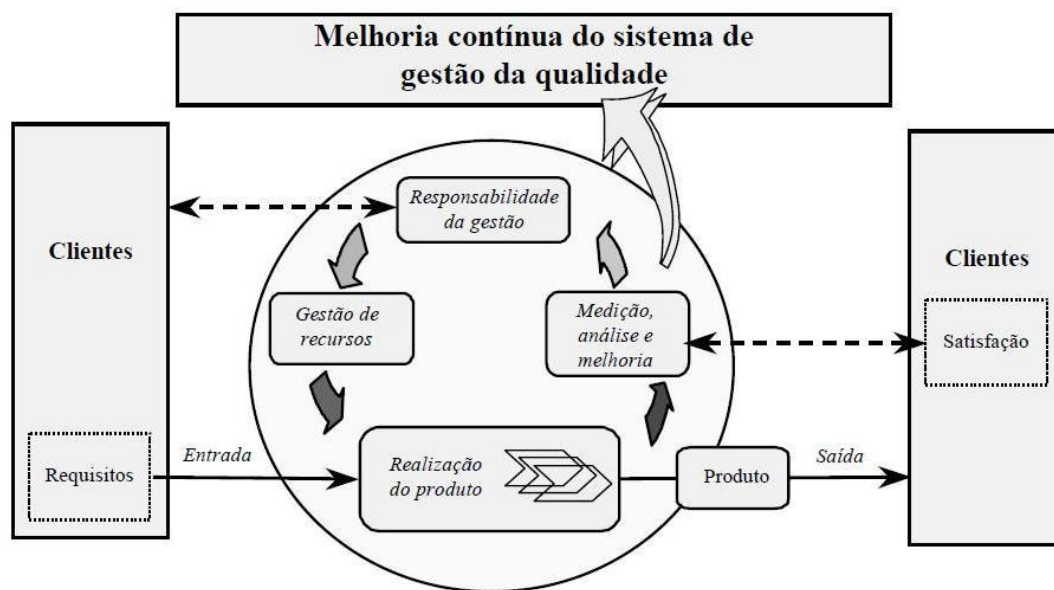 Melhoria contínua do sistema de
gestão da qualidade
Clientes
Requisitos
Entrada
Responsabilidade
da gestão
Gestão de
recursos
Medição,
análise e
melhoria
Realização
do produto
Produto
Saída
Clientes
Satisfação